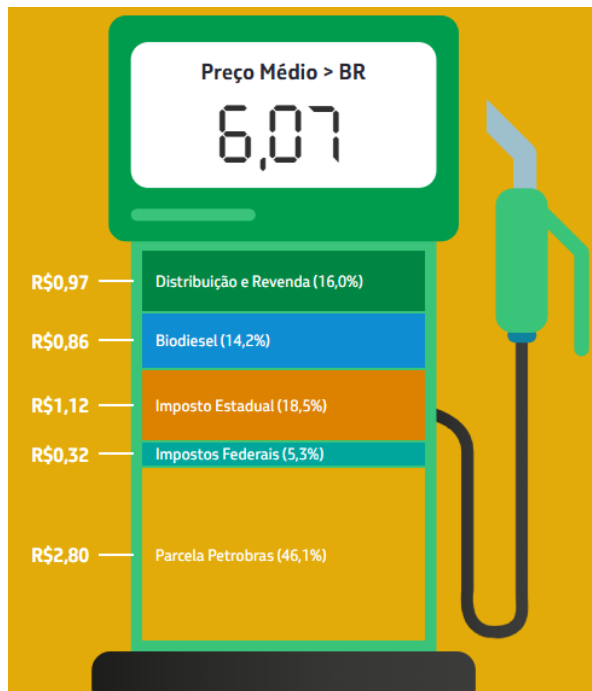 Preço Médio > BR
6,07
R$0,97 Distribuição e Revenda (16,0%)
R$0,86 Biodiesel (14,2%)
R$1,12 Imposto Estadual (18,5%)
R$0,32 Impostos Federais (5,3%)
R$2,80 Parcela Petrobras (46,1%)